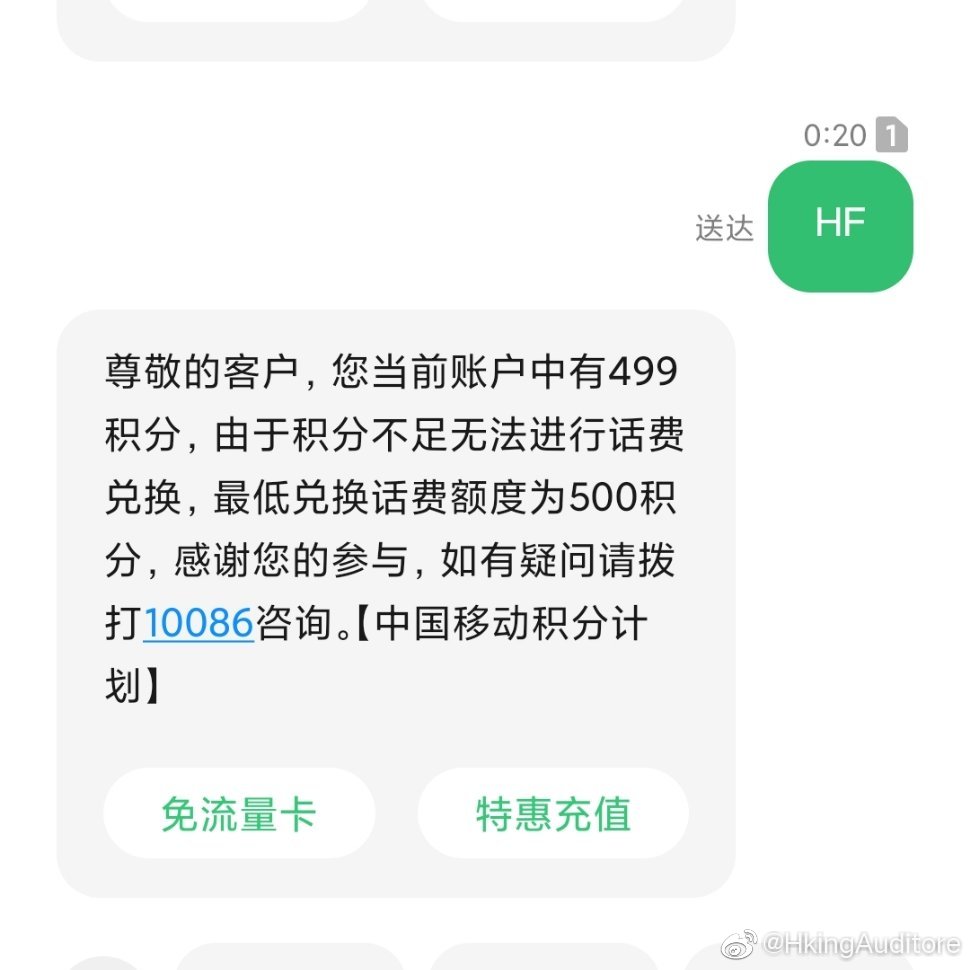 0:20 1
HF
送达
尊敬的客户，您当前账户中有499
积分，由于积分不足无法进行话费
兑换，最低兑换话费额度为500积
分，感谢您的参与，如有疑问请拨
打10086咨询。【中国移动积分计
划】
免流量卡 特惠充值
@HkingAuditore